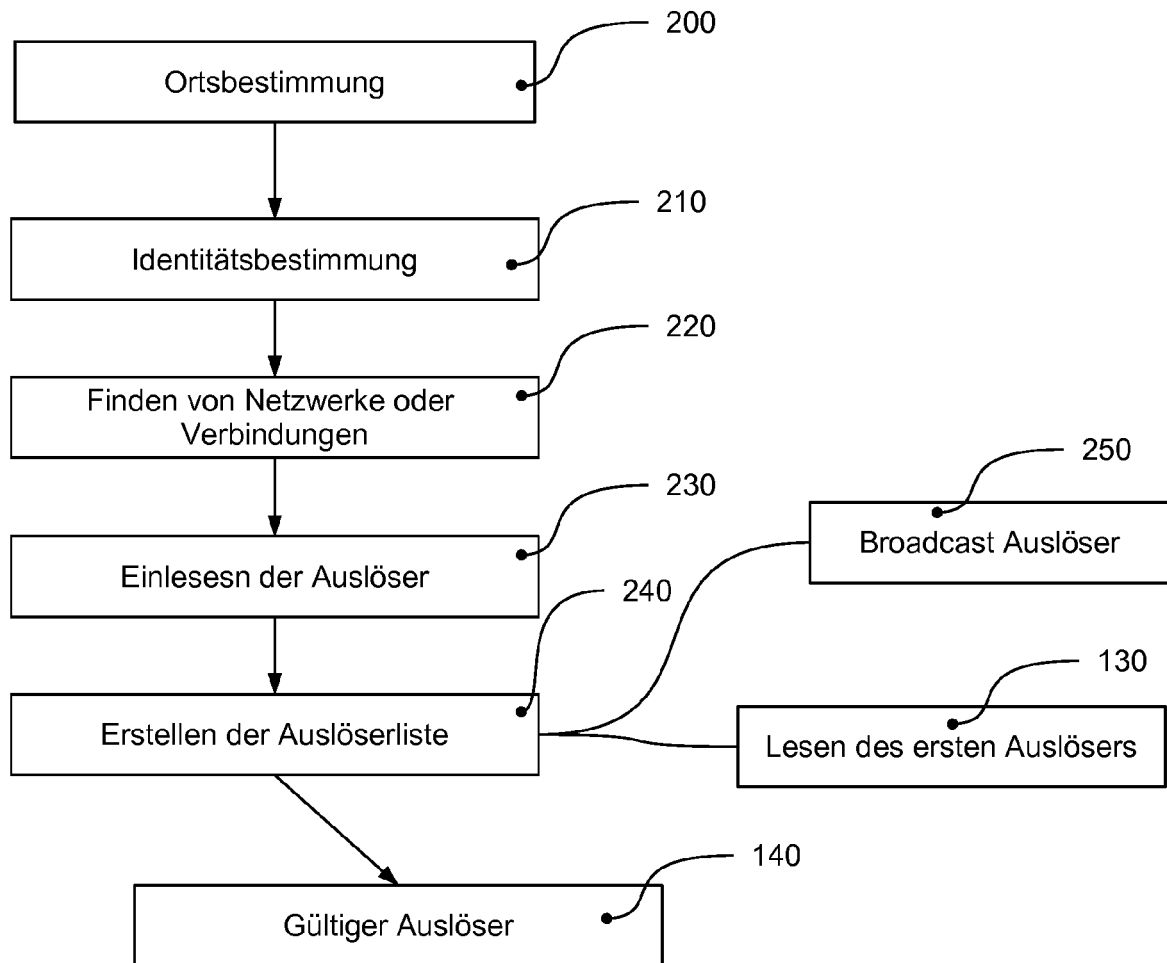 200
Ortsbestimmung
210
Identitätsbestimmung
220
Finden von Netzwerke oder
Verbindungen
230
Einlesesn der Auslöser
240
Erstellen der Auslöserliste
250
Broadcast Auslöser
130
Lesen des ersten Auslösers
140
Gültiger Auslöser